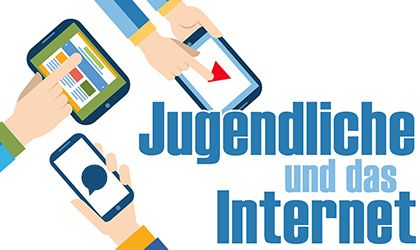 Jugendliche
und das
Internet